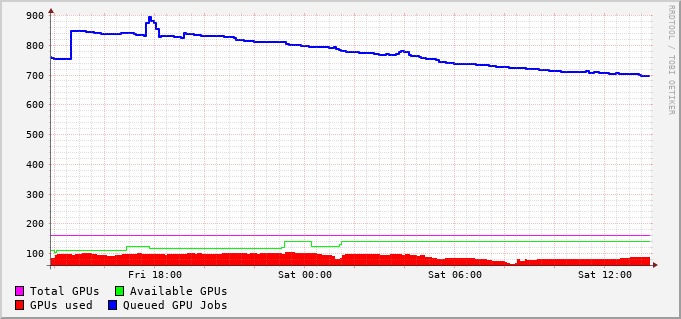 900
800
700
600
500
400
300
200
100
Fri 18:00 Sat 00:00 Sat 06:00 Sat 12:00
Total GPUs Available GPUs
GPUs used Queued GPU Jobs
RRDTOOL / TOBI OETIKER